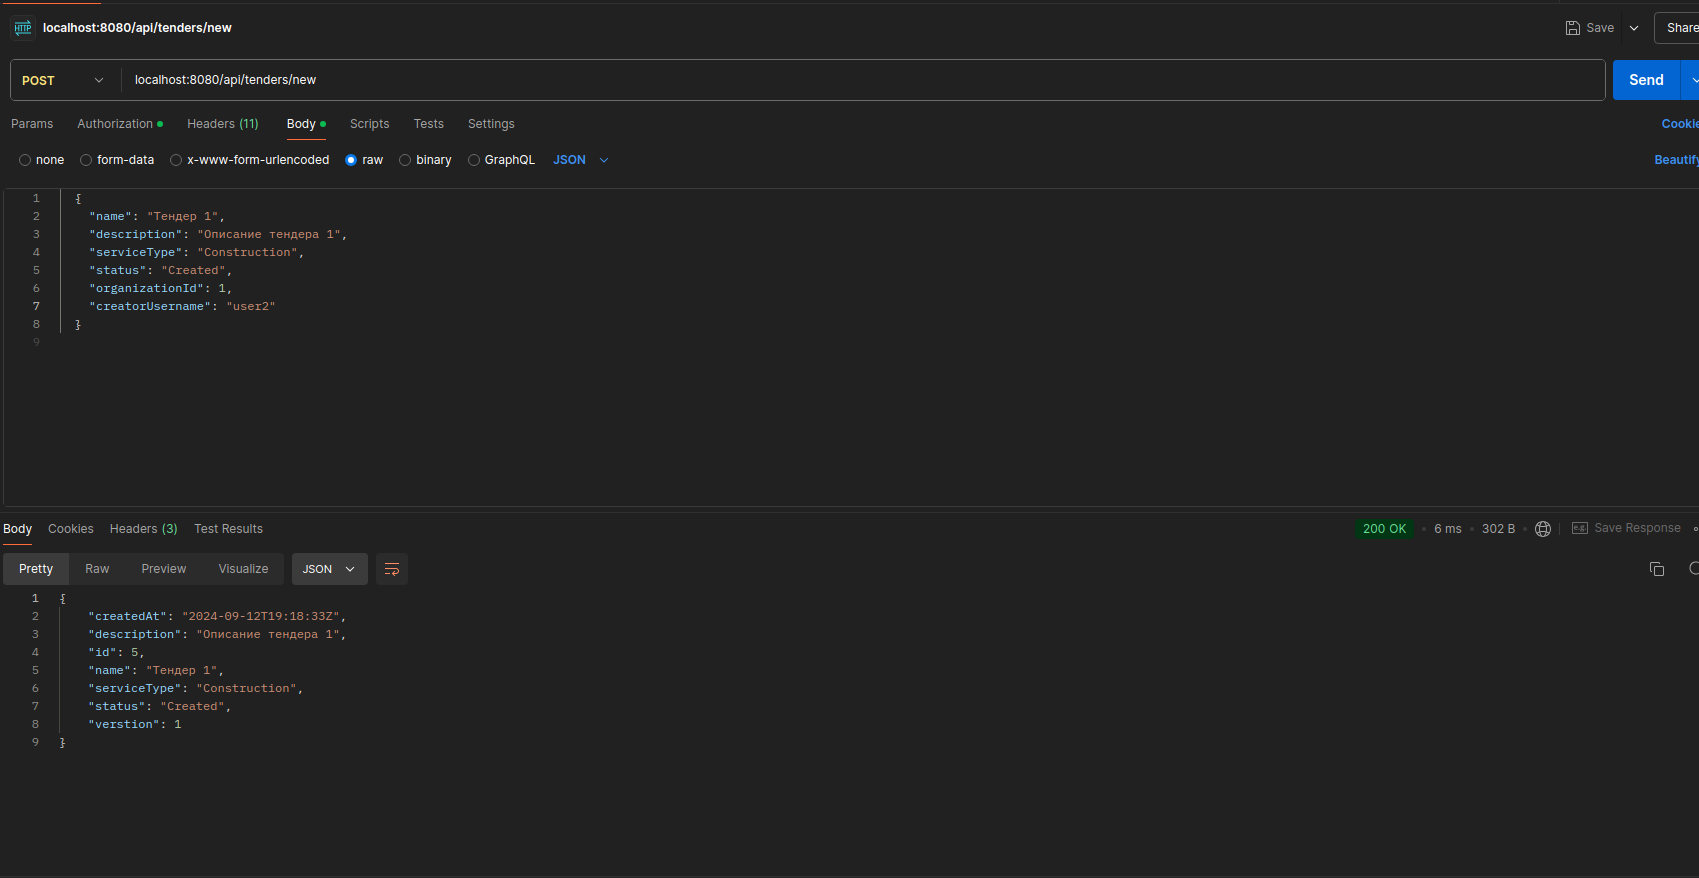 HTTP localhost:8080/api/tenders/new Save Share
POST localhost:8080/api/tenders/new Send
Params Authorization Headers (11) Body Scripts Tests Settings Cookie
none form-data x-www-form-urlencoded raw binary GraphQL JSON Beautify
1 {
2 "name": "Тендер 1",
3 "description": "Описание тендера 1",
4 "serviceType": "Construction",
5 "status": "Created",
6 "organizationId": 1,
7 "creatorUsername": "user2"
8 }
9
Body Cookies Headers (3) Test Results 200 OK 6 ms 302 B e.g. Save Response
Pretty Raw Preview Visualize JSON
1 {
2 "createdAt": "2024-09-12T19:18:33Z",
3 "description": "Описание тендера 1",
4 "id": 5,
5 "name": "Тендер 1",
6 "serviceType": "Construction",
7 "status": "Created",
8 "verstion": 1
9 }